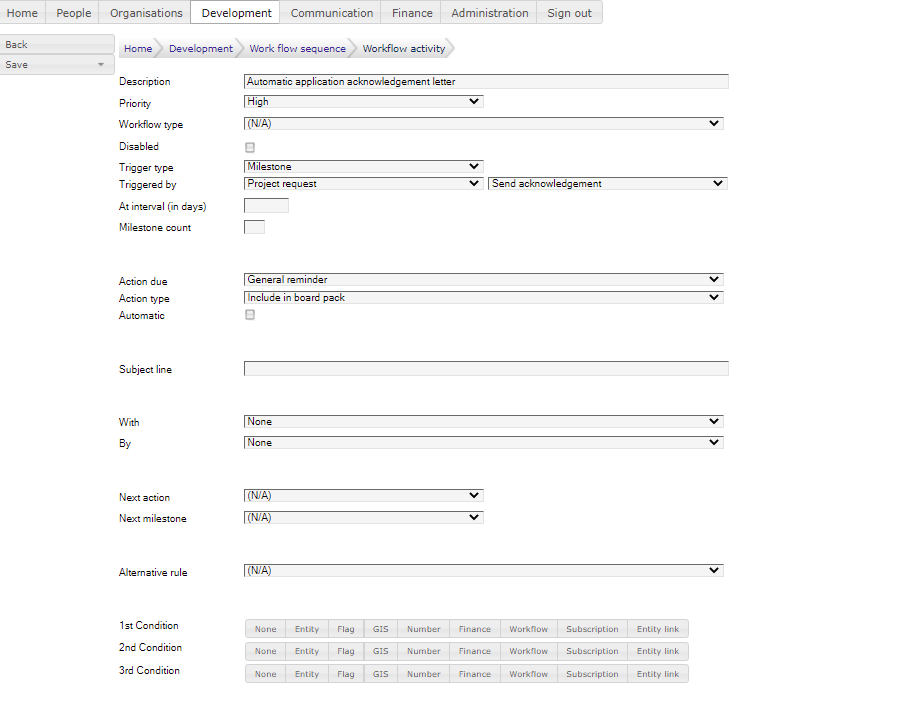 Home People Organisations Development Communication Finance Administration Sign out
Back
Save
Home Development Work flow sequence Workflow activity
Description Automatic application acknowledgement letter
Priority High
Workflow type (N/A)
Disabled
Trigger type Milestone
Triggered by Project request Send acknowledgement
At interval (in days)
Milestone count
Action due General reminder
Action type Include in board pack
Automatic
Subject line
With None
By None
Next action (N/A)
Next milestone (N/A)
Alternative rule (N/A)
1st Condition None Entity Flag GIS Number Finance Workflow Subscription Entity link
2nd Condition None Entity Flag GIS Number Finance Workflow Subscription Entity link
3rd Condition None Entity Flag GIS Number Finance Workflow Subscription Entity link